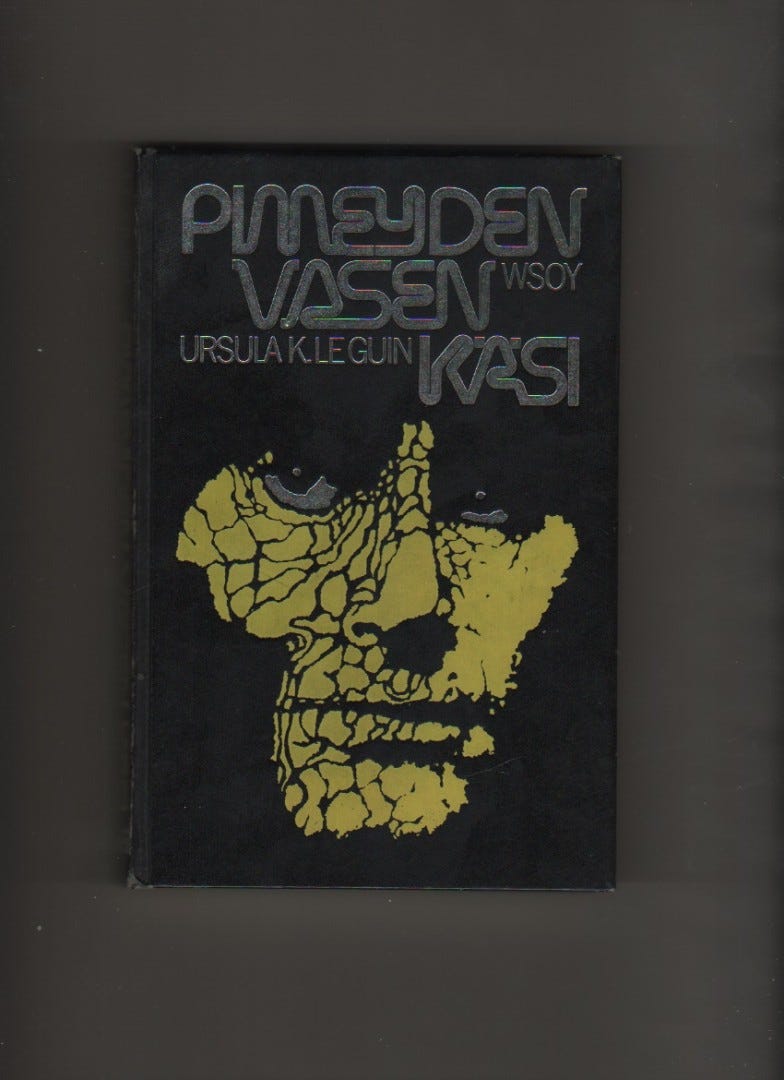 PIMEYDEN
VASEN WSOY
URSULA K. LE GUIN KÄSI